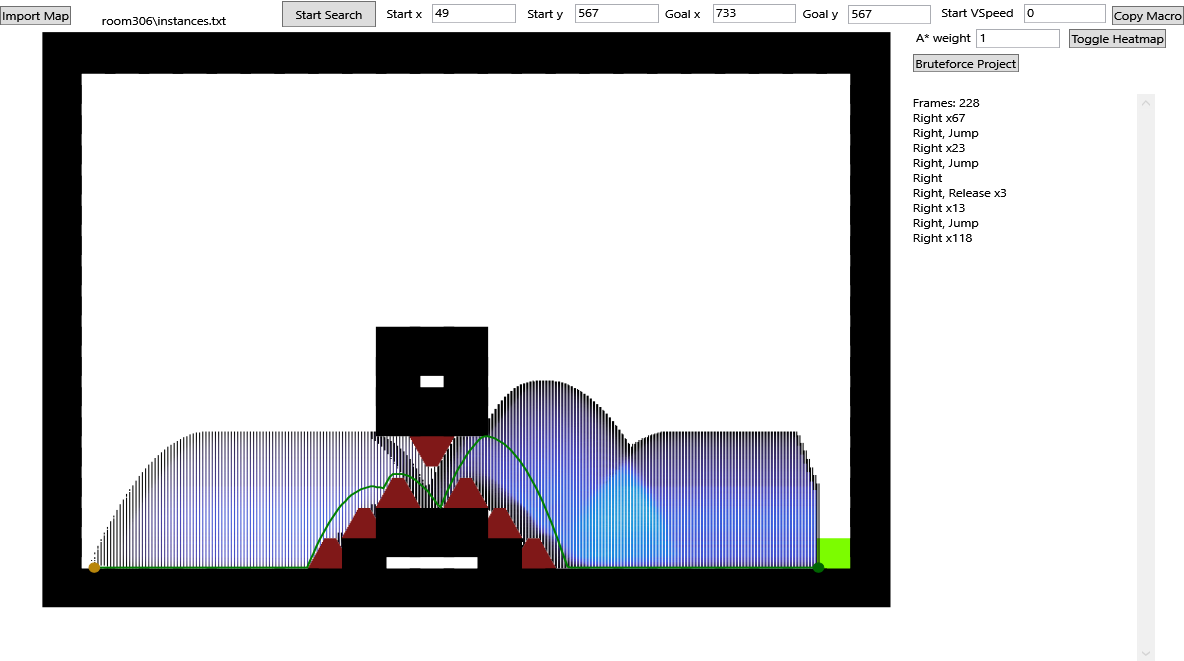 Import Map
room306\instances.txt
Start Search
Start x 49
Start y 567
Goal x 733
Goal y 567
Start VSpeed 0
Copy Macro
A* weight 1
Toggle Heatmap
Bruteforce Project
Frames: 228
Right x67
Right, Jump
Right x23
Right, Jump
Right
Right, Release x3
Right x13
Right, Jump
Right x118